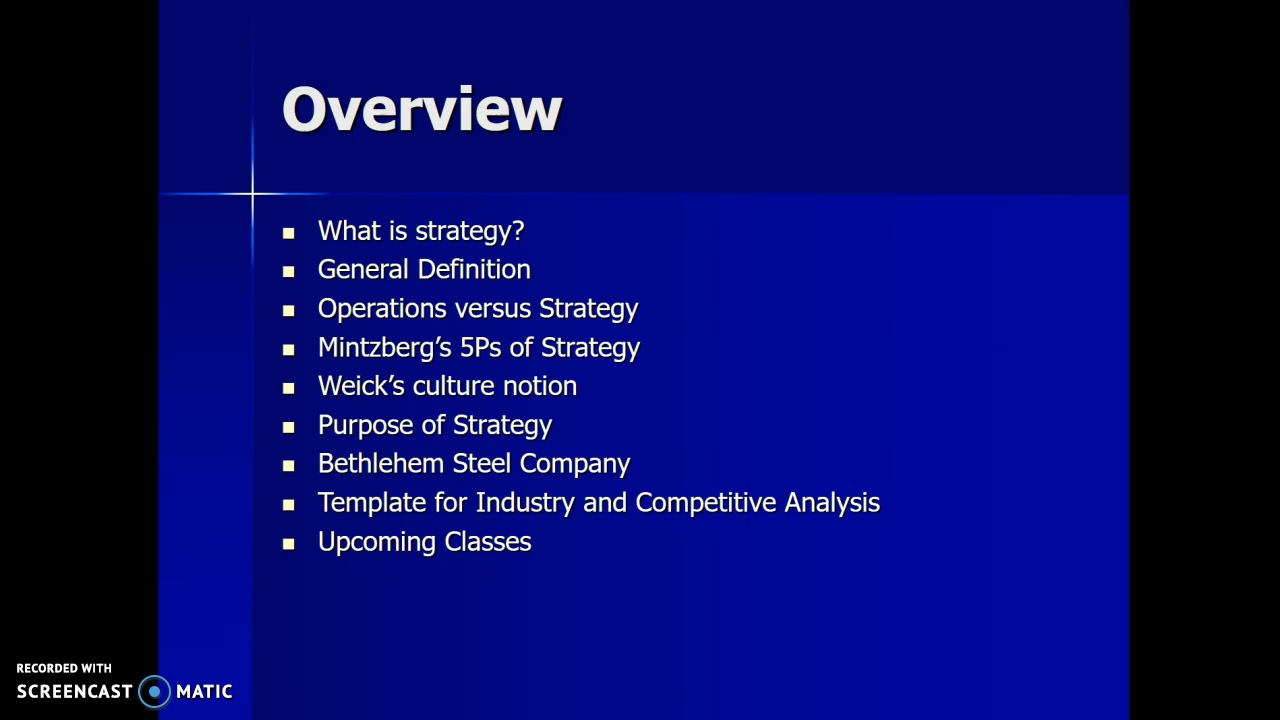 Overview
What is strategy?
General Definition
Operations versus Strategy
Mintzberg’s 5Ps of Strategy
Weick’s culture notion
Purpose of Strategy
Bethlehem Steel Company
Template for Industry and Competitive Analysis
Upcoming Classes
RECORDED WITH
SCREENCAST MATIC